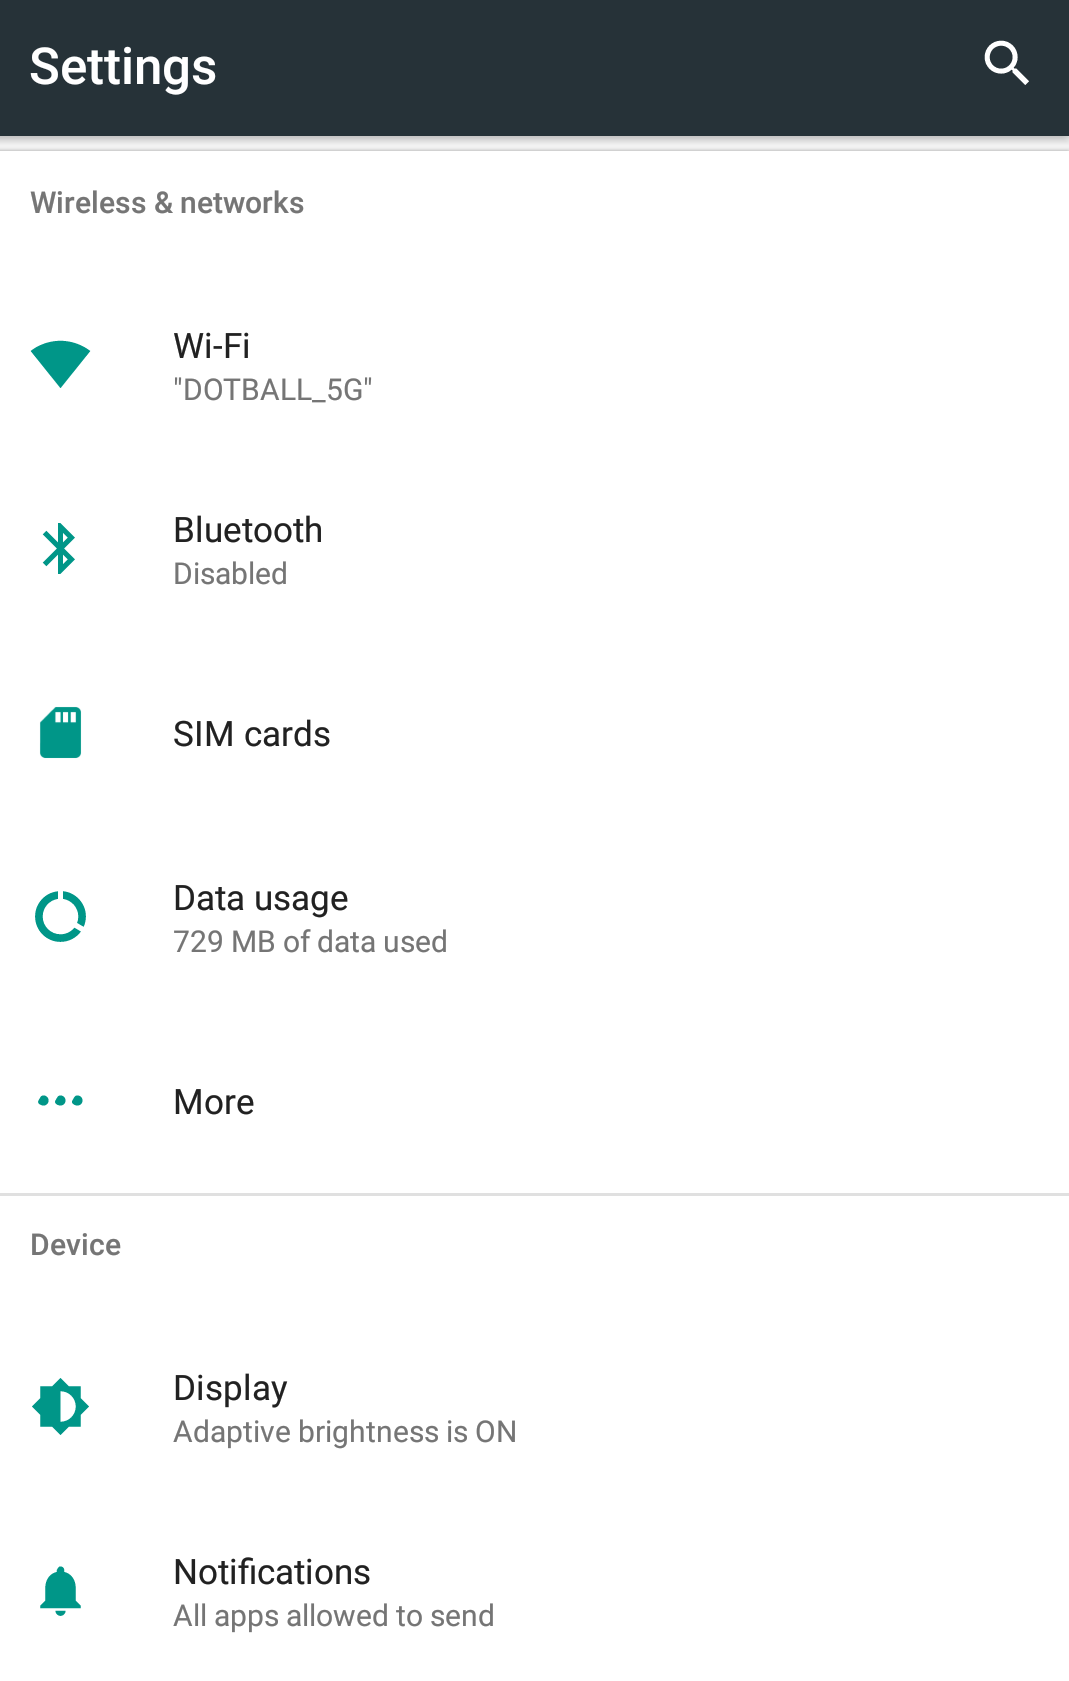 Settings
Wireless & networks
Wi-Fi
"DOTBALL_5G"
Bluetooth
Disabled
SIM cards
Data usage
729 MB of data used
More
Device
Display
Adaptive brightness is ON
Notifications
All apps allowed to send